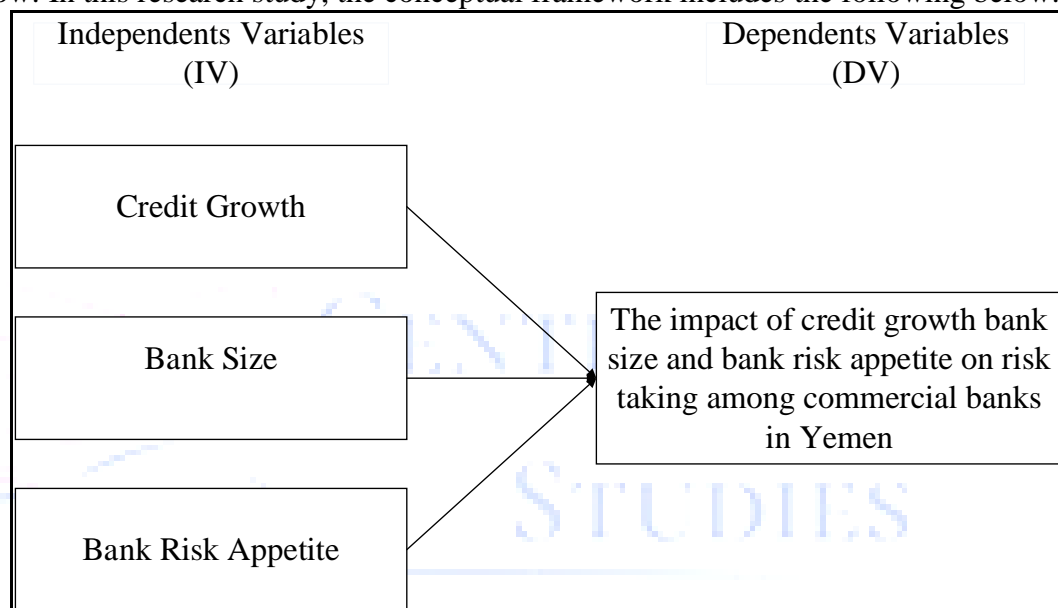 In this research study, the conceptual framework includes the following below.
Independents Variables
(IV)
Dependents Variables
(DV)
Credit Growth
Bank Size
Bank Risk Appetite
The impact of credit growth bank
size and bank risk appetite on risk
taking among commercial banks
in Yemen
STUDIES